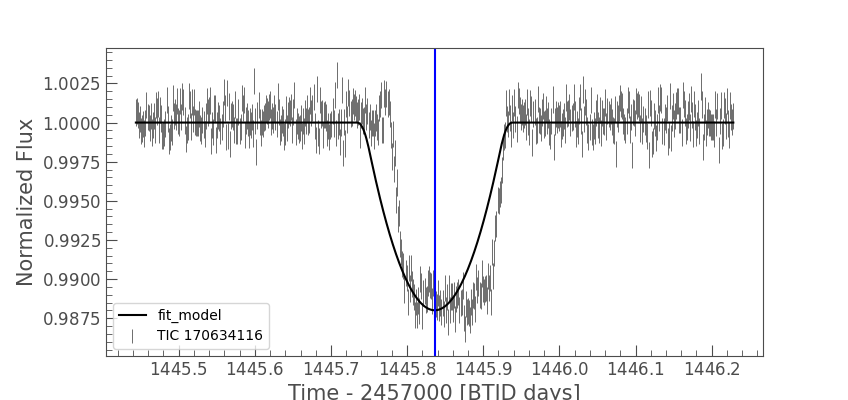 Normalized Flux
1.0025
1.0000
0.9975
0.9950
0.9925
0.9900
0.9875
fit_model
TIC 170634116
1445.5 1445.6 1445.7 1445.8 1445.9 1446.0 1446.1 1446.2
Time - 2457000 [BTJD days]